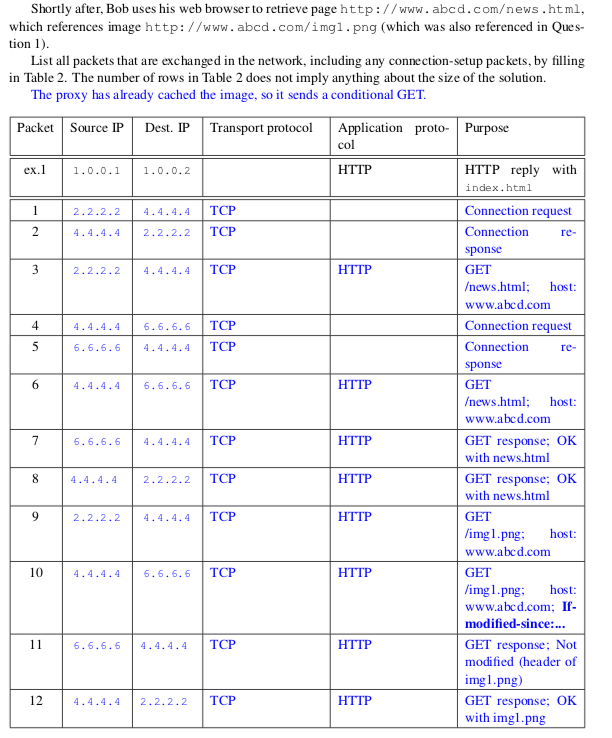 Shortly after, Bob uses his web browser to retrieve page http://www.abcd.com/news.html,
which references image http://www.abcd.com/img1.png (which was also referenced in Ques-
tion 1).
List all packets that are exchanged in the network, including any connection-setup packets, by filling
in Table 2. The number of rows in Table 2 does not imply anything about the size of the solution.
The proxy has already cached the image, so it sends a conditional GET.
Packet Source IP Dest. IP Transport protocol Application proto- Purpose
col
ex.1 1.0.0.1 1.0.0.2 HTTP HTTP reply with
index.html
1 2.2.2.2 4.4.4.4 TCP Connection request
2 4.4.4.4 2.2.2.2 TCP Connection re-
sponse
3 2.2.2.2 4.4.4.4 TCP HTTP GET
/news.html; host:
www.abcd.com
4 4.4.4.4 6.6.6.6 TCP Connection request
5 6.6.6.6 4.4.4.4 TCP Connection re-
sponse
6 4.4.4.4 6.6.6.6 TCP HTTP GET
/news.html; host:
www.abcd.com
7 6.6.6.6 4.4.4.4 TCP HTTP GET response; OK
with news.html
8 4.4.4.4 2.2.2.2 TCP HTTP GET response; OK
with news.html
9 2.2.2.2 4.4.4.4 TCP HTTP GET
/img1.png; host:
www.abcd.com
10 4.4.4.4 6.6.6.6 TCP HTTP GET
/img1.png; host:
www.abcd.com; If-
modified-since:...
11 6.6.6.6 4.4.4.4 TCP HTTP GET response; Not
modified (header of
img1.png)
12 4.4.4.4 2.2.2.2 TCP HTTP GET response; OK
with img1.png